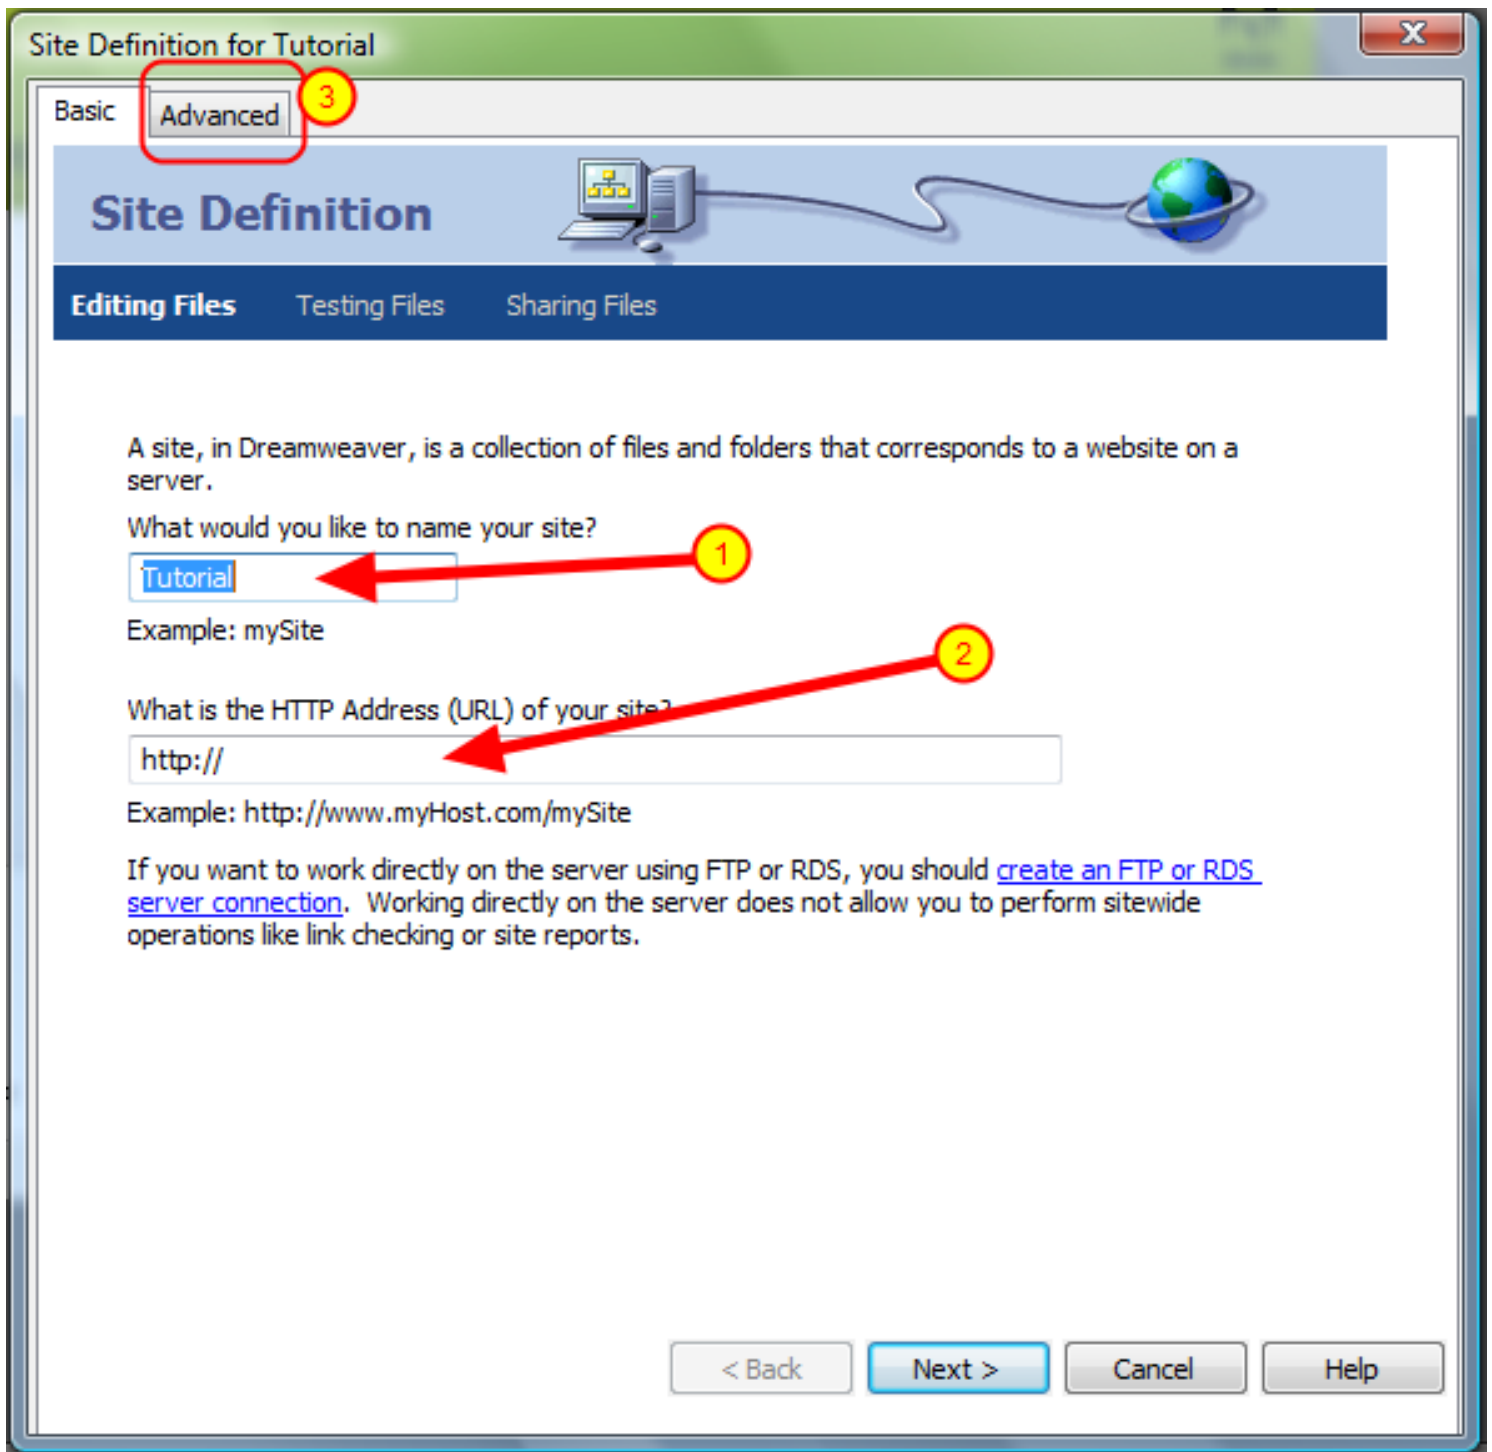 Site Definition for Tutorial
X
Basic
Advanced
3
Site Definition
Editing Files
Testing Files
Sharing Files
A site, in Dreamweaver, is a collection of files and folders that corresponds to a website on a
server.
What would you like to name your site?
1
Tutorial
Example: mySite
2
What is the HTTP Address (URL) of your site?
http://
Example: http://www.myHost.com/mySite
If you want to work directly on the server using FTP or RDS, you should create an FTP or RDS
server connection.  Working directly on the server does not allow you to perform sitewide
operations like link checking or site reports.
< Back
Next >
Cancel
Help